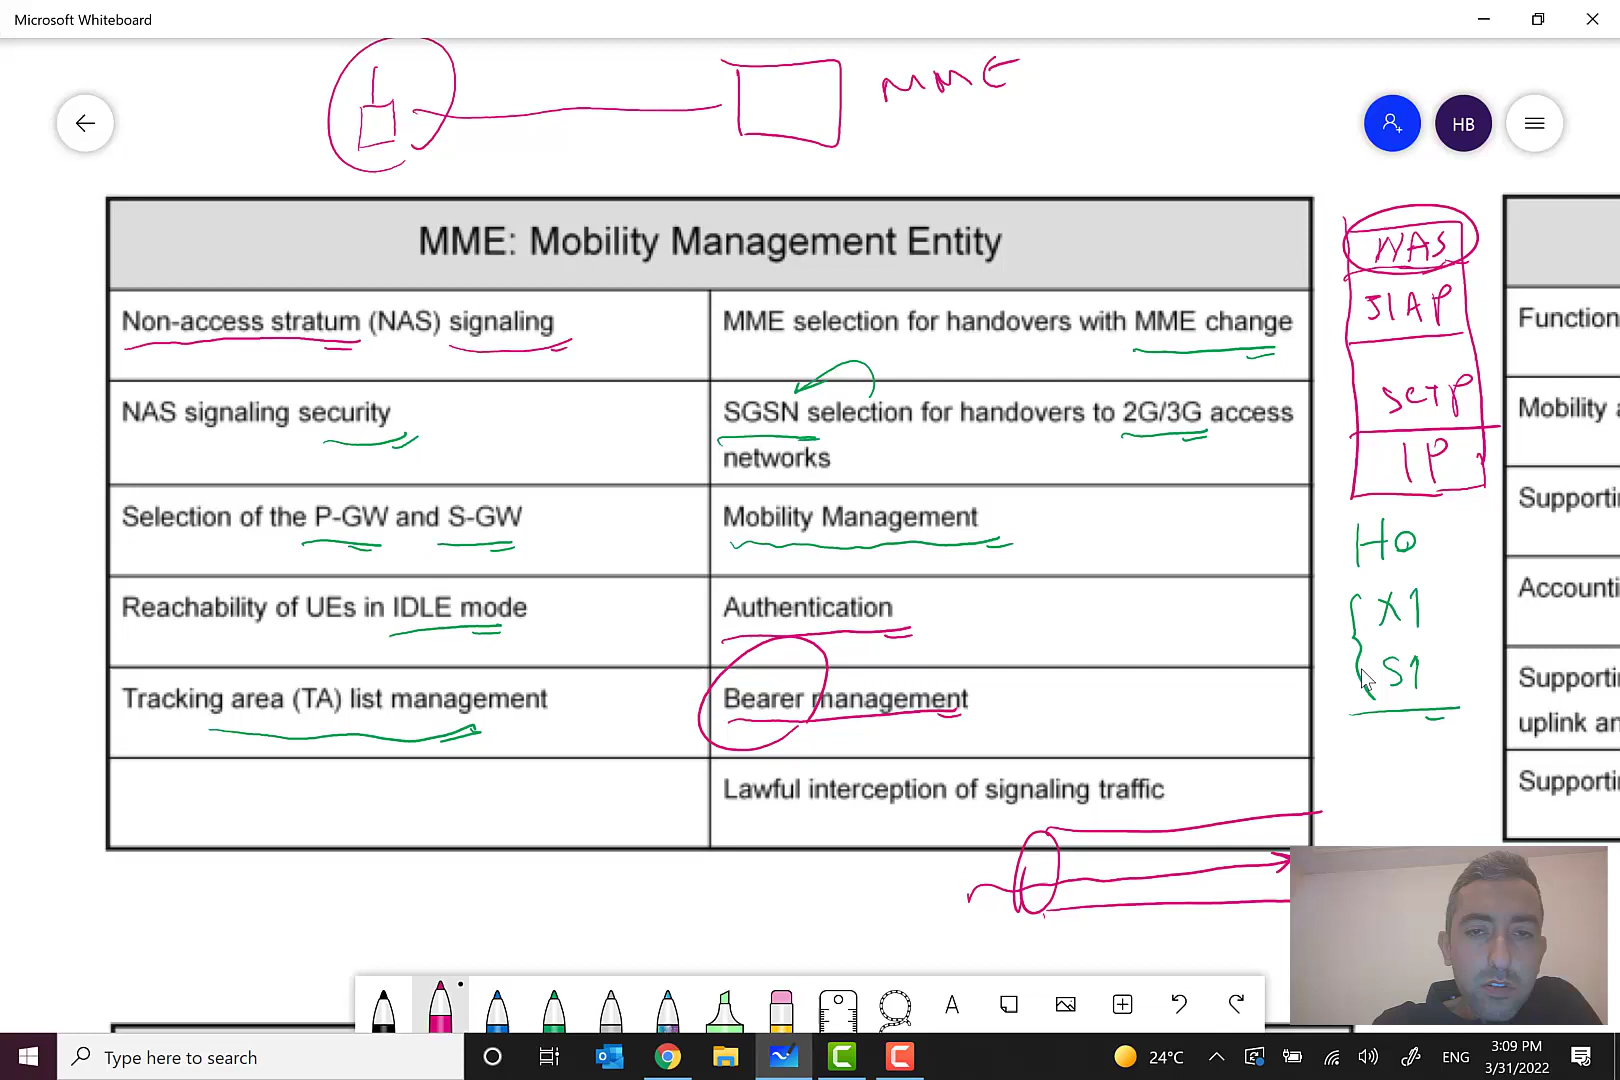 Microsoft Whiteboard
MME
HB
MME: Mobility Management Entity
Non-access stratum (NAS) signaling
MME selection for handovers with MME change
NAS signaling security
SGSN selection for handovers to 2G/3G access
networks
Selection of the P-GW and S-GW
Mobility Management
Reachability of UEs in IDLE mode
Authentication
Tracking area (TA) list management
Bearer management
Lawful interception of signaling traffic
NAS
S1AP
SCTP
IP
HO
X1
S1
Function
Mobility a
Supportin
Accounti
Supportin
uplink an
Supportin
A
Type here to search
24°C
ENG
3:09 PM
3/31/2022